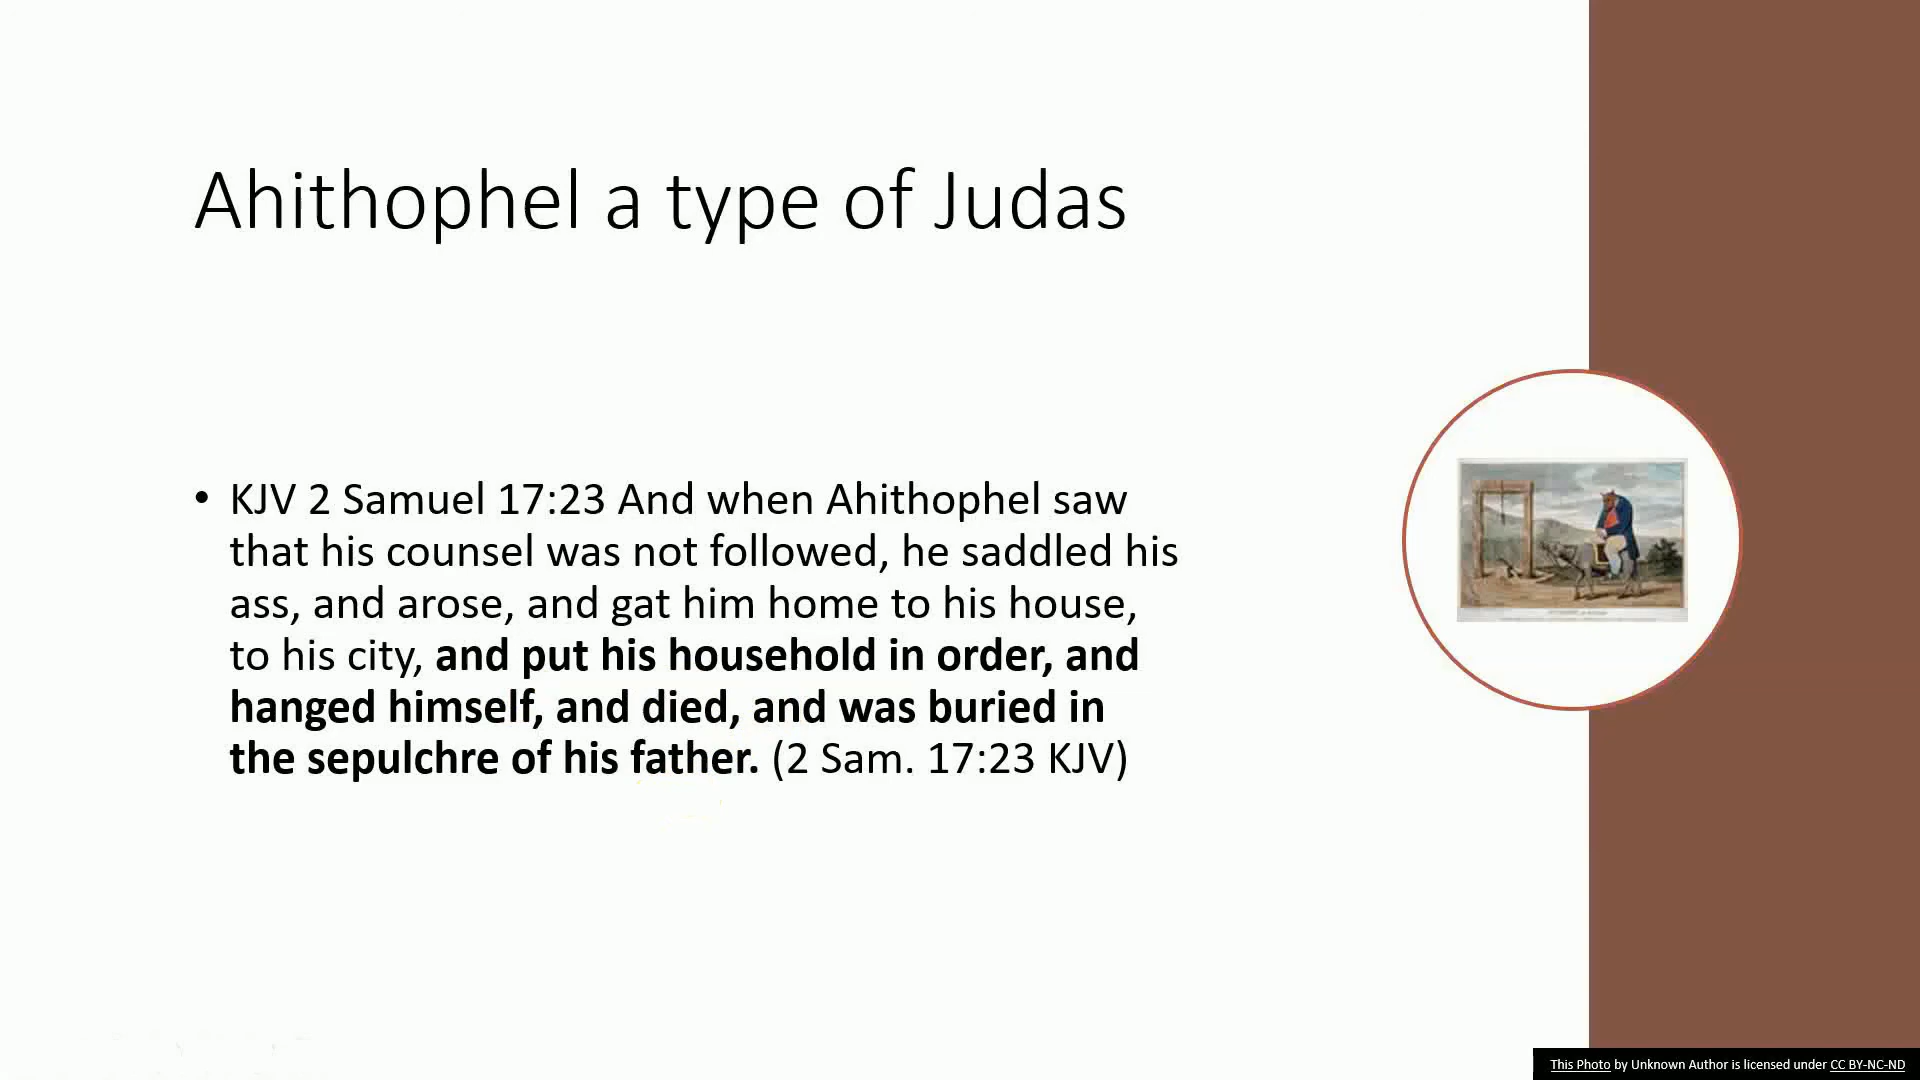 Ahithophel a type of Judas
• KJV 2 Samuel 17:23 And when Ahithophel saw
that his counsel was not followed, he saddled his
ass, and arose, and gat him home to his house,
to his city, and put his household in order, and
hanged himself, and died, and was buried in
the sepulchre of his father. (2 Sam. 17:23 KJV)
This Photo by Unknown Author is licensed under CC BY-NC-ND